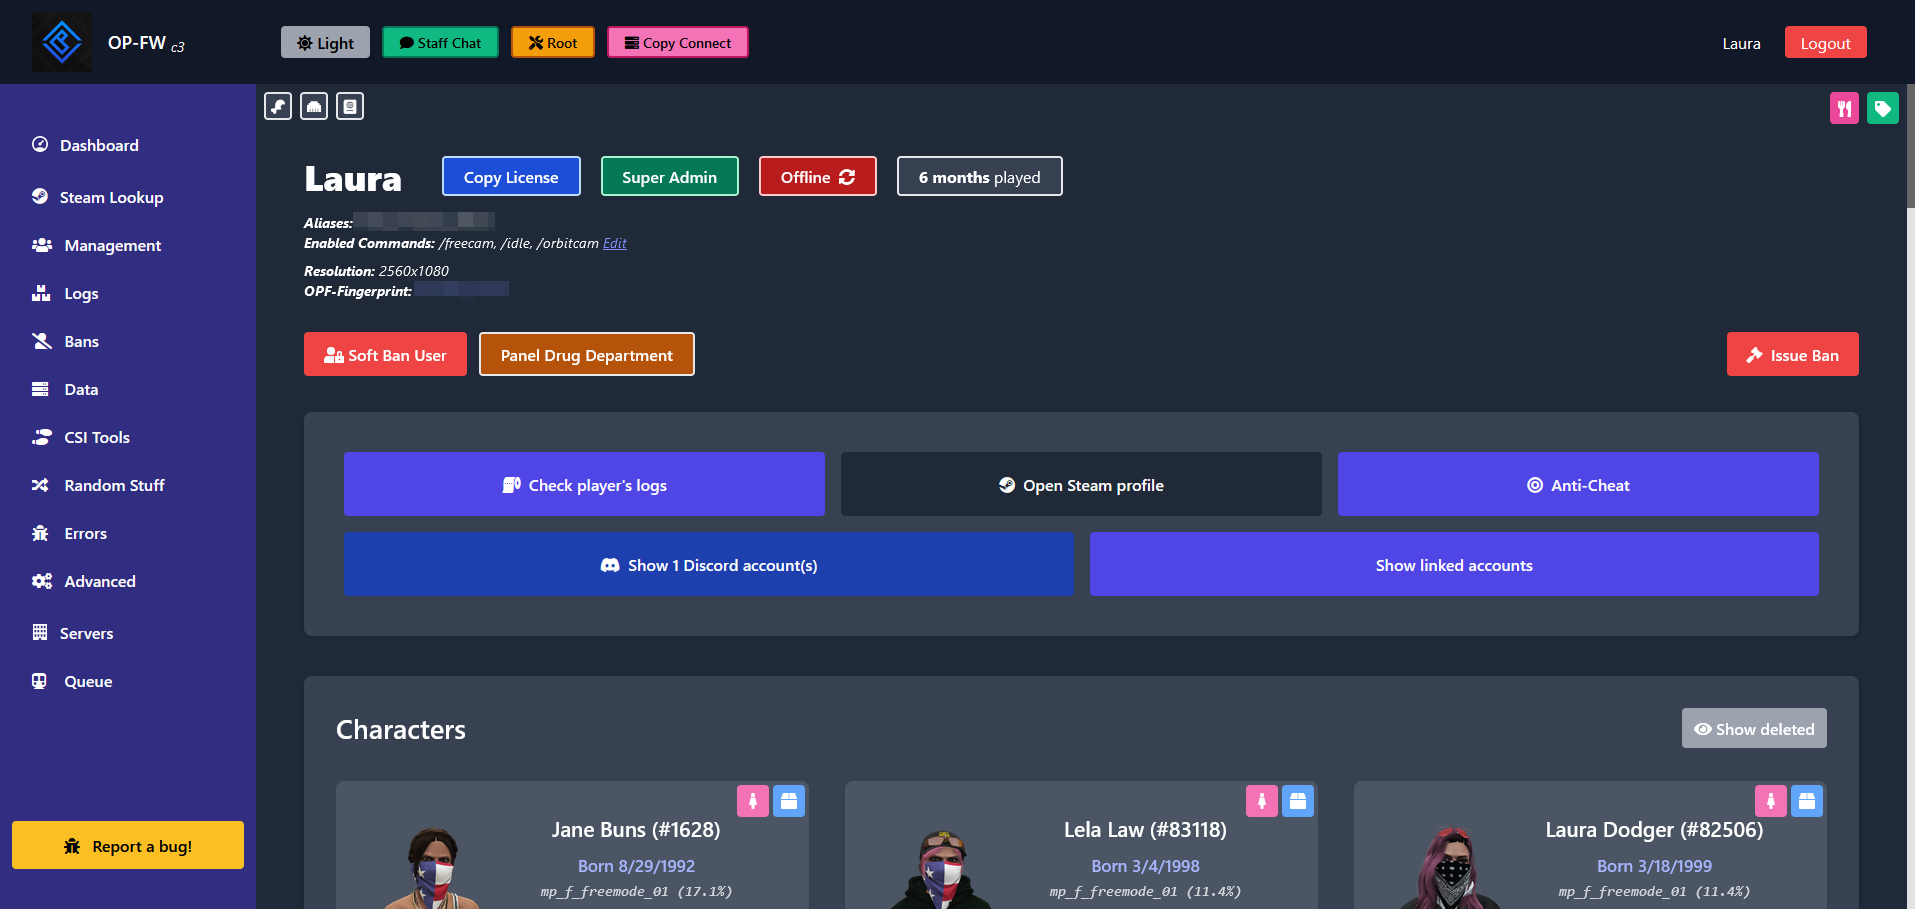 OP-FW c3
Light
Staff Chat
Root
Copy Connect
Laura
Logout
Dashboard
Steam Lookup
Management
Logs
Bans
Data
CSI Tools
Random Stuff
Errors
Advanced
Servers
Queue
Report a bug!
Laura
Copy License
Super Admin
Offline
6 months played
Aliases:
Enabled Commands: /freecam, /idle, /orbitcam Edit
Resolution: 2560x1080
OPF-Fingerprint:
Soft Ban User
Panel Drug Department
Issue Ban
Check player's logs
Open Steam profile
Anti-Cheat
Show 1 Discord account(s)
Show linked accounts
Characters
Show deleted
Jane Buns (#1628)
Born 8/29/1992
mp_f_freemode_01 (17.1%)
Lela Law (#83118)
Born 3/4/1998
mp_f_freemode_01 (11.4%)
Laura Dodger (#82506)
Born 3/18/1999
mp_f_freemode_01 (11.4%)